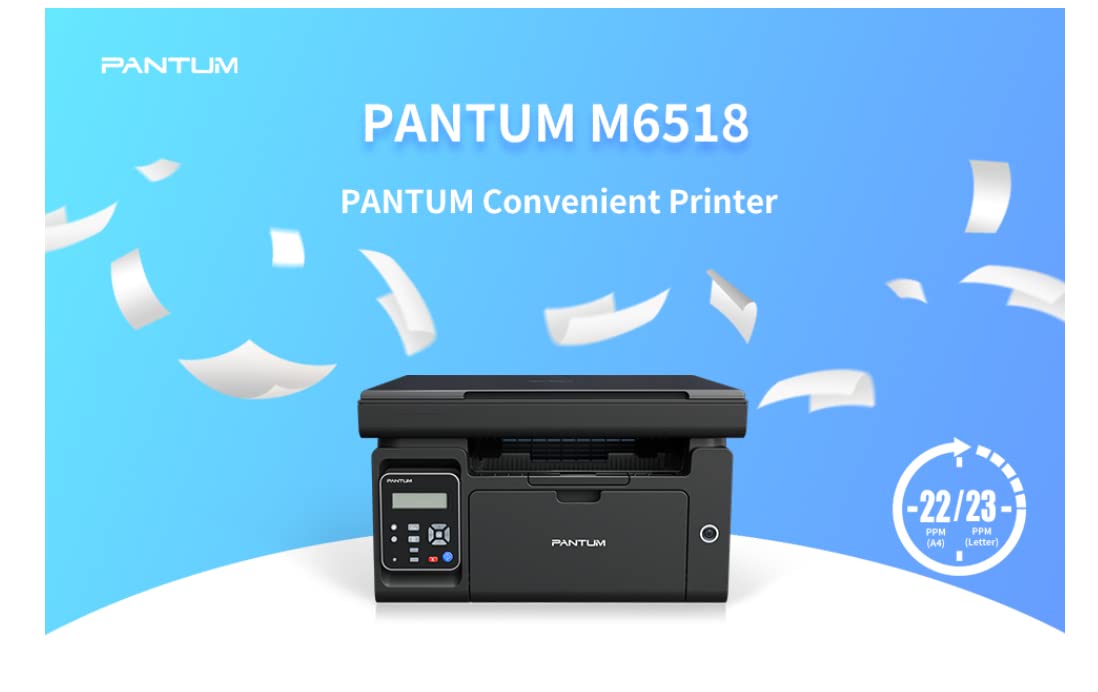 PANTUM
PANTUM M6518
PANTUM Convenient Printer
PANTUM
PANTUM
-22/23-
PPM PPM
(A4) (Letter)